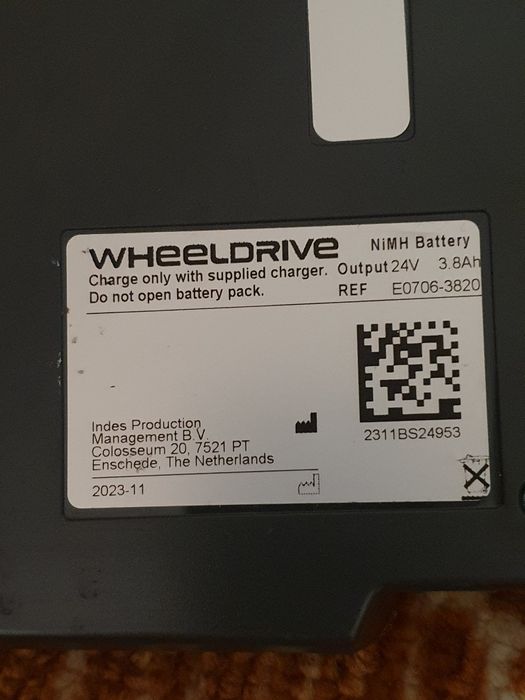 WHEELDRIVE NiMH Battery
Charge only with supplied charger. Output 24V 3.8Ah
Do not open battery pack. REF E0706-3820
2311BS24953
Indes Production
Management B.V.
Colosseum 20, 7521 PT
Enschede, The Netherlands
2023-11